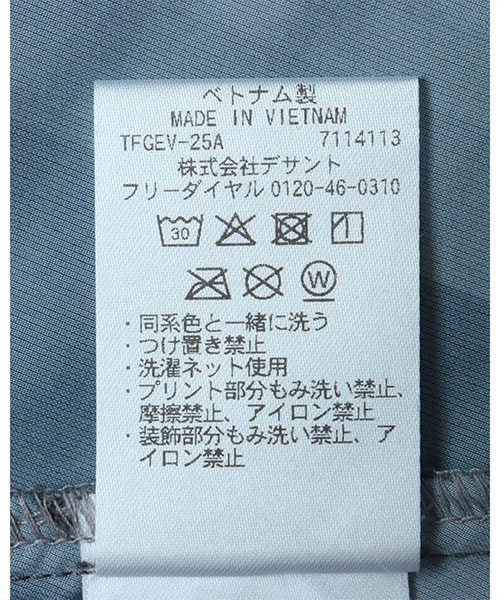 ベトナム製
MADE IN VIETNAM
TFGEV-25A 7114113
株式会社デサント
フリーダイヤル 0120-46-0310
30
W
・同系色と一緒に洗う
・つけ置き禁止
・洗濯ネット使用
・プリント部分もみ洗い禁止、
摩擦禁止、アイロン禁止
・装飾部分もみ洗い禁止、ア
イロン禁止